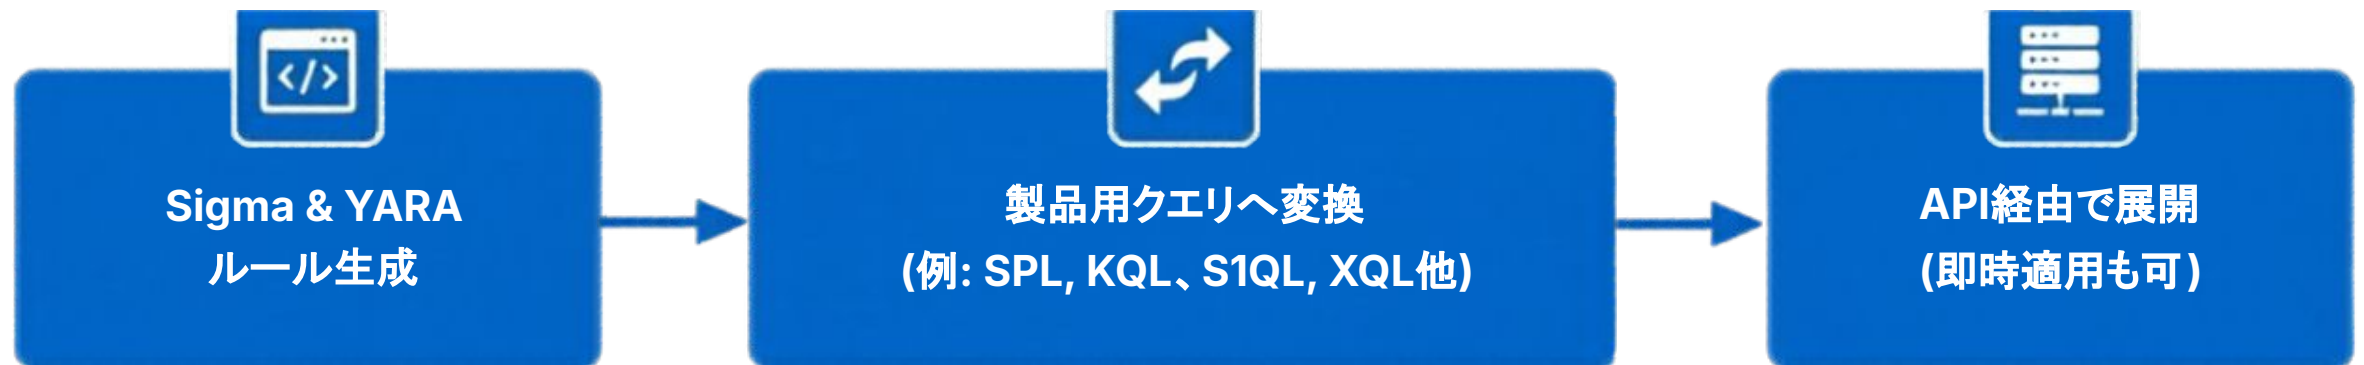 </>
Sigma & YARA
ルール生成
製品用クエリへ変換
(例: SPL, KQL、S1QL, XQL他)
API経由で展開
(即時適用も可)